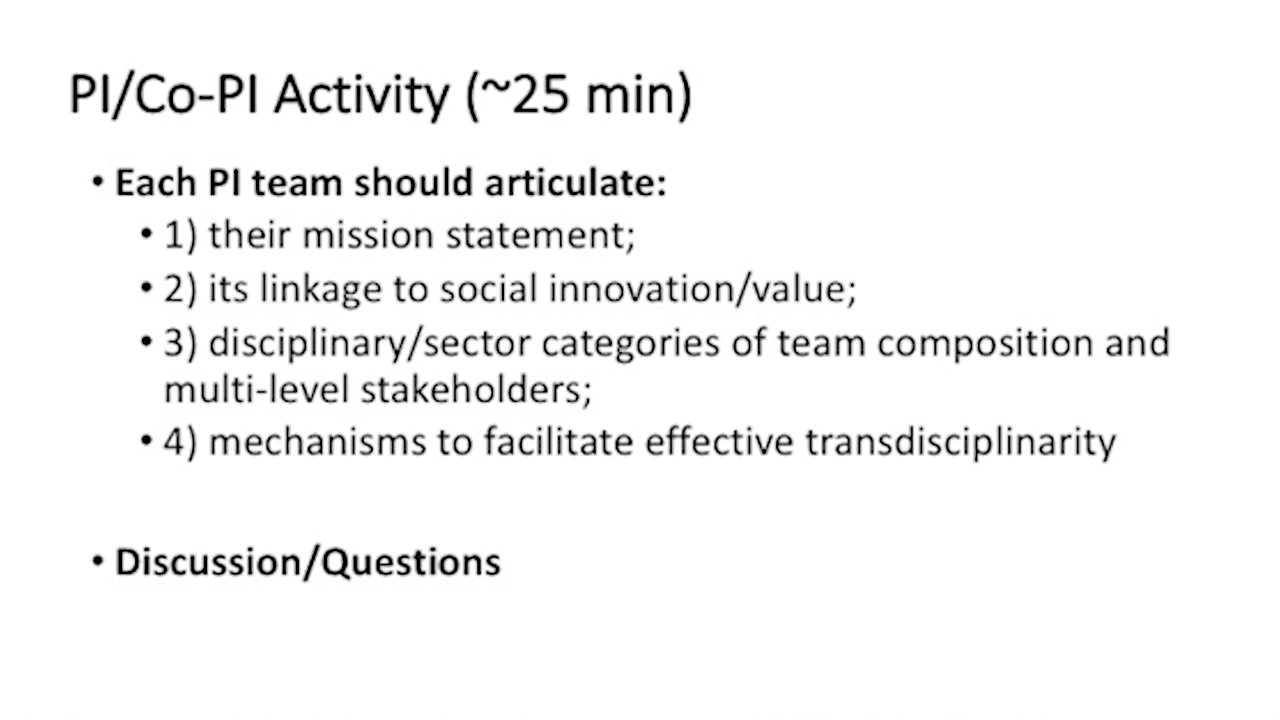 PI/Co-PI Activity (~25 min)
• Each PI team should articulate:
• 1) their mission statement;
• 2) its linkage to social innovation/value;
• 3) disciplinary/sector categories of team composition and
multi-level stakeholders;
• 4) mechanisms to facilitate effective transdisciplinarity
• Discussion/Questions